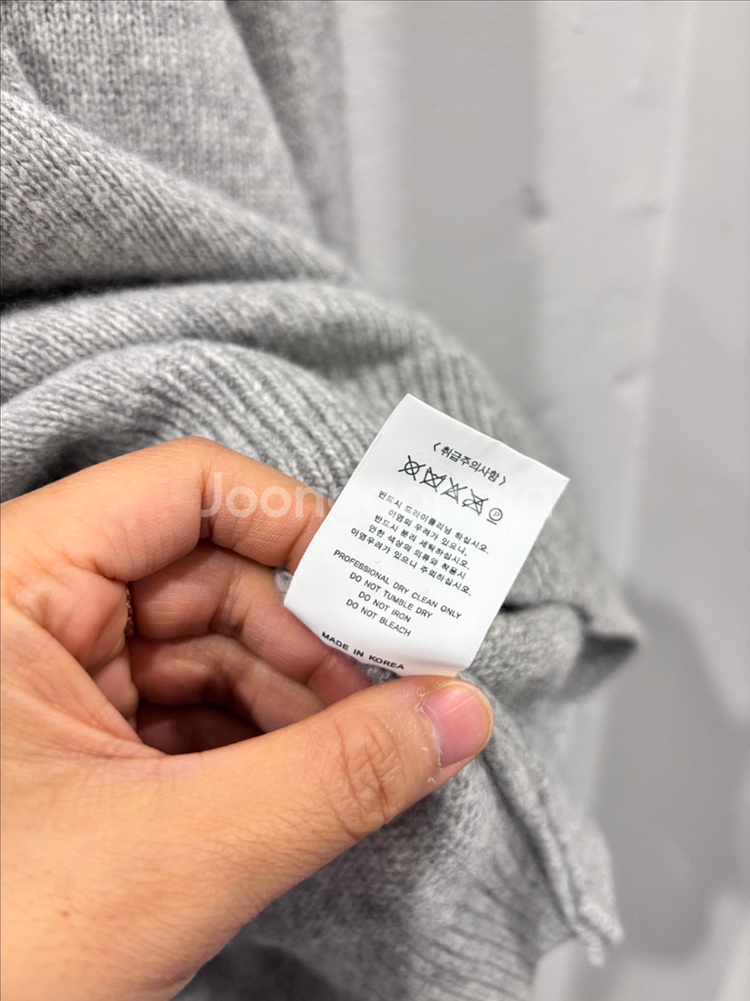 〈 취급주의사항 〉
P
반드시 드라이클리닝 하십시오.
이염의 우려가 있으니,
반드시 분리 세탁하십시오.
연한 색상의 의류와 착용시
이염우려가 있으니 주의하십시오.
PROFESSIONAL DRY CLEAN ONLY
DO NOT TUMBLE DRY
DO NOT IRON
DO NOT BLEACH
MADE IN KOREA